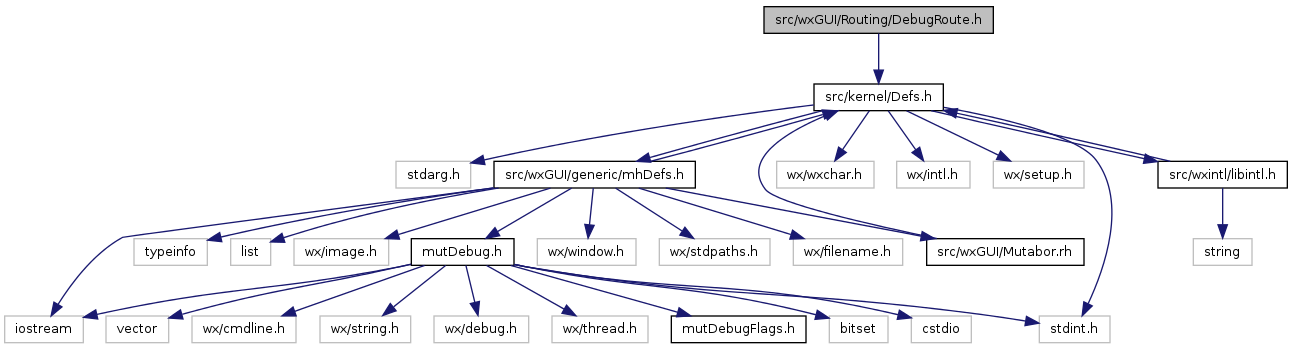 src/wxGUI/Routing/DebugRoute.h
src/kernel/Defs.h
stdarg.h
src/wxGUI/generic/mhDefs.h
wx/wxchar.h
wx/intl.h
wx/setup.h
src/wxintl/libintl.h
typeinfo
list
wx/image.h
mutDebug.h
wx/window.h
wx/stdpaths.h
wx/filename.h
src/wxGUI/Mutabor.rh
string
iostream
vector
wx/cmdline.h
wx/string.h
wx/debug.h
wx/thread.h
mutDebugFlags.h
bitset
cstdio
stdint.h